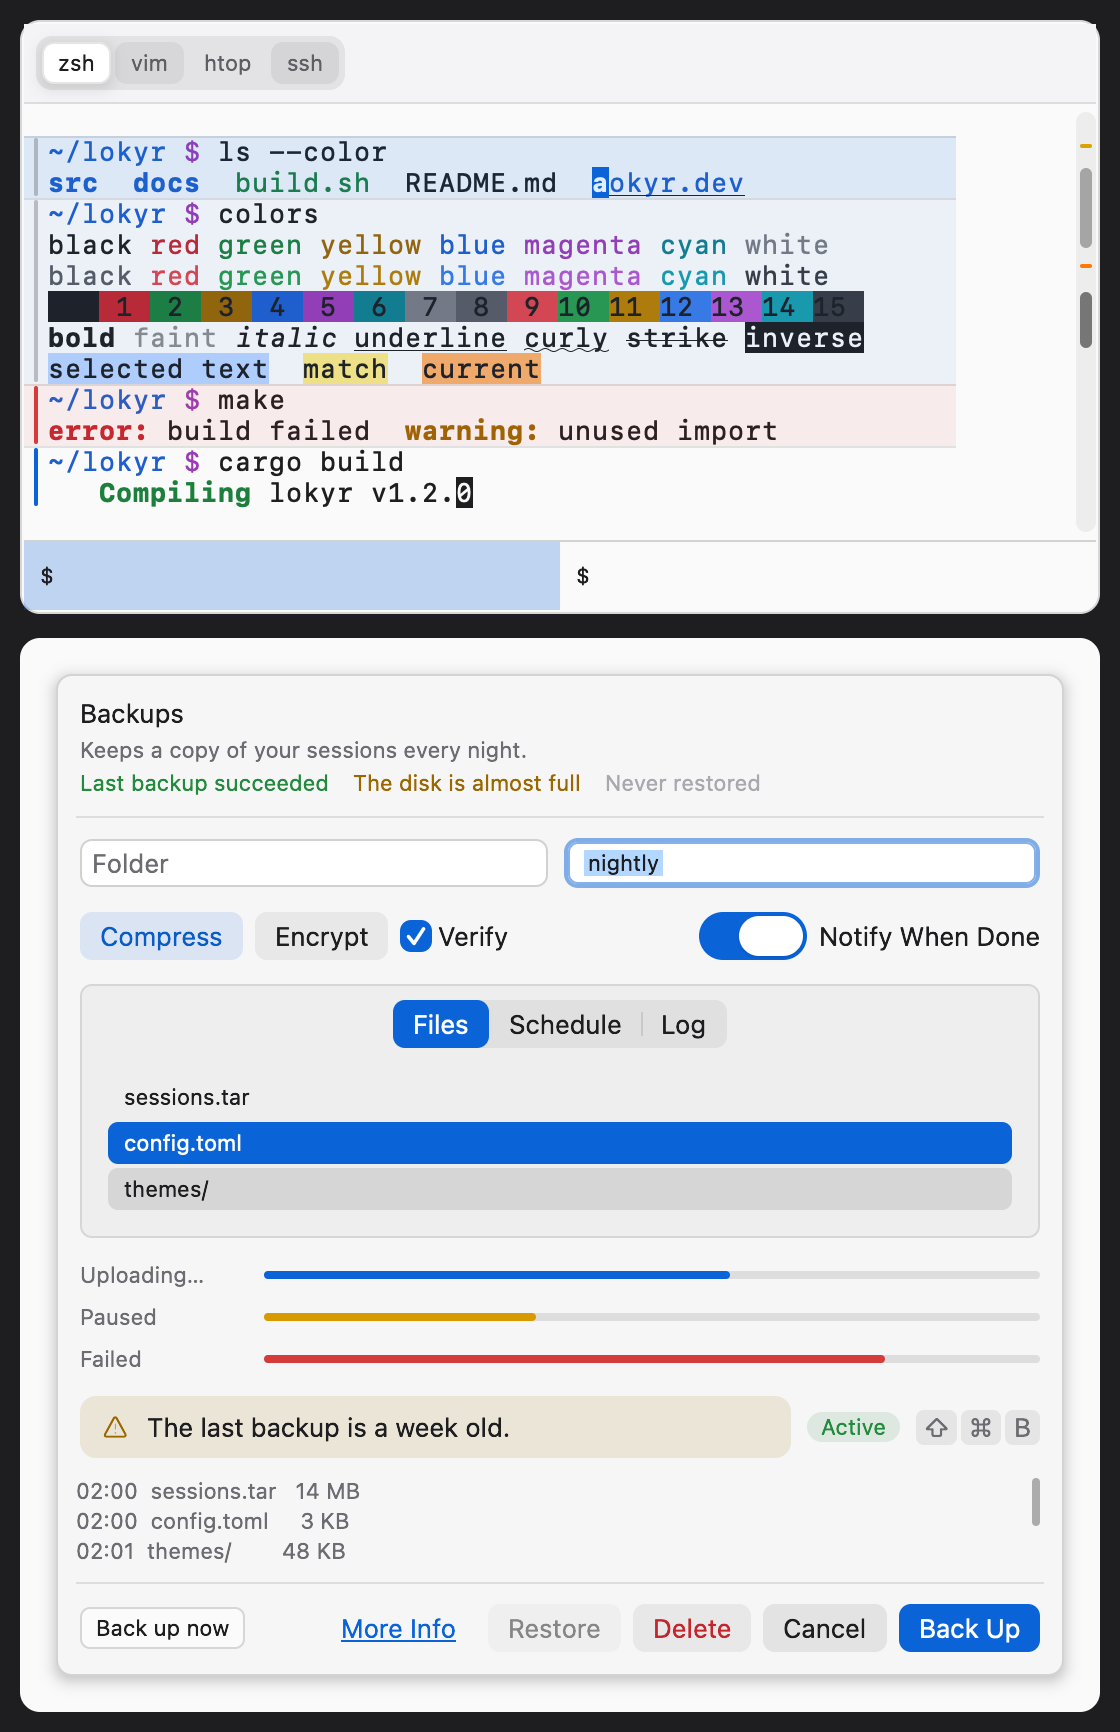 zsh vim htop ssh
~/lokyr $ ls --color
src docs build.sh README.md aokyr.dev
~/lokyr $ colors
black red green yellow blue magenta cyan white
black red green yellow blue magenta cyan white
1 2 3 4 5 6 7 8 9 10 11 12 13 14 15
bold faint italic underline curly strike inverse
selected text match current
~/lokyr $ make
error: build failed warning: unused import
~/lokyr $ cargo build
Compiling lokyr v1.2.0
$ $
Backups
Keeps a copy of your sessions every night.
Last backup succeeded The disk is almost full Never restored
Folder nightly
Compress Encrypt Verify Notify When Done
Files Schedule Log
sessions.tar
config.toml
themes/
Uploading...
Paused
Failed
The last backup is a week old. Active ⇧ ⌘ B
02:00 sessions.tar 14 MB
02:00 config.toml 3 KB
02:01 themes/ 48 KB
Back up now More Info Restore Delete Cancel Back Up